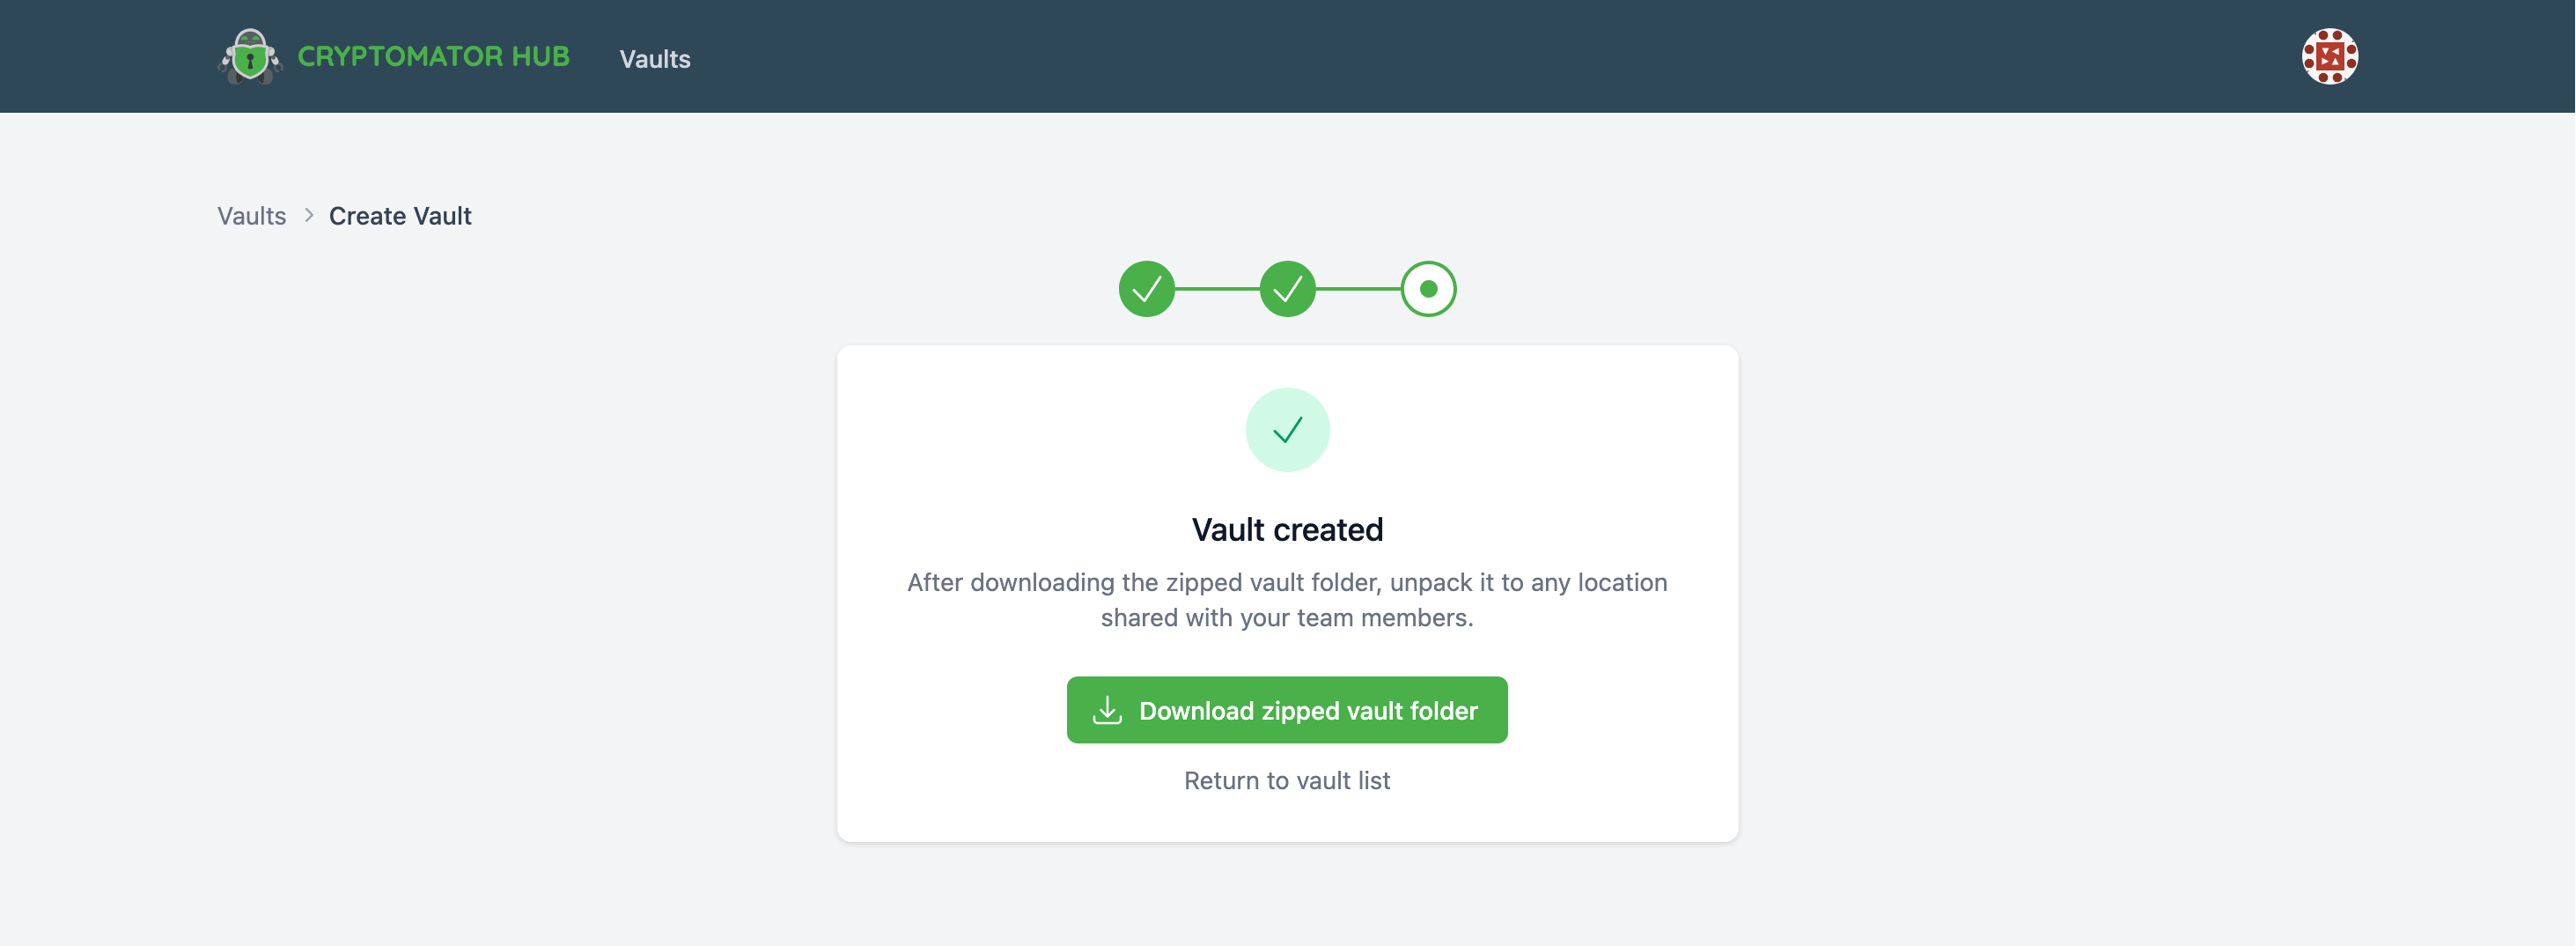 CRYPTOMATOR HUB
Vaults
Vaults
Create Vault
Vault created
After downloading the zipped vault folder, unpack it to any location
shared with your team members.
Download zipped vault folder
Return to vault list